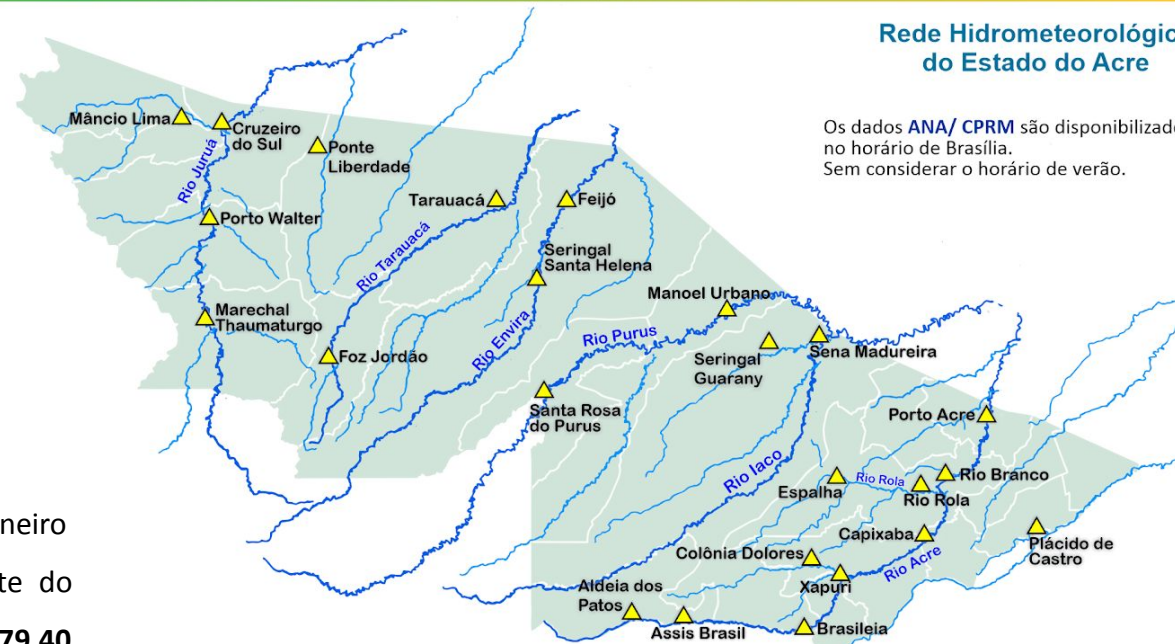 Rede Hidrometeorológic
do Estado do Acre
Os dados ANA/ CPRM são disponibilizad
no horário de Brasília.
Sem considerar o horário de verão.
Mâncio Lima
Cruzeiro
do Sul
Ponte
Liberdade
Rio Juruá
Tarauacá
Feijó
Porto Walter
Rio Tarauacá
Seringal
Santa Helena
Manoel Urbano
Marechal
Thaumaturgo
Rio Envira
Rio Purus
Foz Jordão
Seringal
Guarany
Sena Madureira
Santa Rosa
do Purus
Porto Acre
Rio Iaco
Espalha
Rio Rola
Rio Rola
Rio Branco
Capixaba
Plácido de
Castro
Colônia Dolores
Rio Acre
Xapuri
Aldeia dos
Patos
Assis Brasil
Brasileia
neiro
te do
79,40